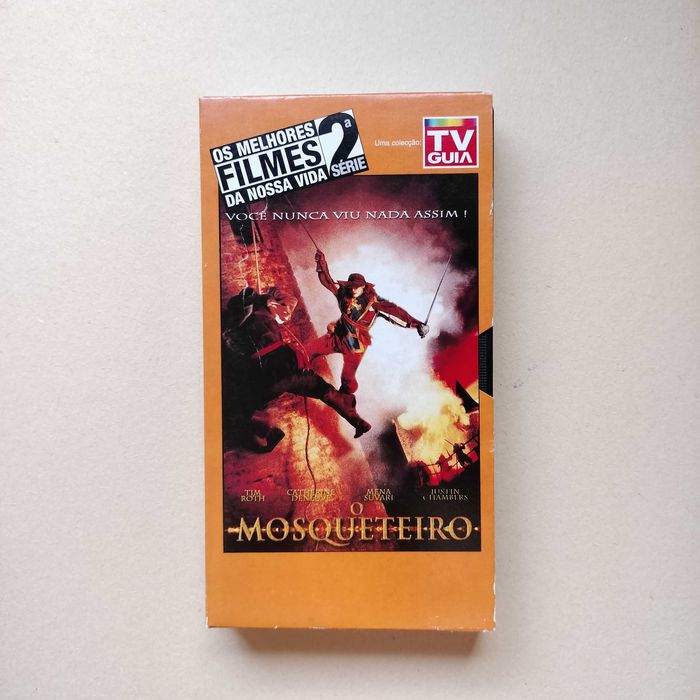 OS MELHORES
FILMES
DA NOSSA VIDA
2ª
SÉRIE
Uma colecção:
TV
GUIA
VOCÊ NUNCA VIU NADA ASSIM !
TIM
ROTH
CATHERINE
DENEUVE
MENA
SUVARI
JUSTIN
CHAMBERS
O
MOSQUETEIRO